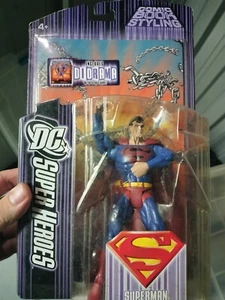 4+
COMIC
BOOK
STYLING
DIORAMA
DC
SUPER HEROES
S
SUPERMAN